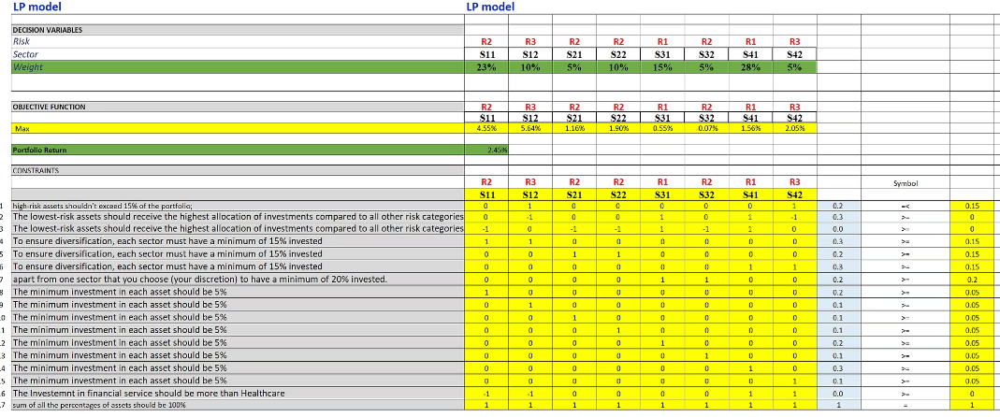 LP model LP model
DECISION VARIABLES
Risk R2 R3 R2 R2 R1 R2 R1 R3
Sector S11 S12 S21 S22 S31 S32 S41 S42
Weight 23% 10% 5% 10% 15% 5% 28% 5%
OBJECTIVE FUNCTION R2 R3 R2 R2 R1 R2 R1 R3
S11 S12 S21 S22 S31 S32 S41 S42
Max 4.55% 5.64% 1.16% 1.90% 0.55% 0.07% 1.56% 2.05%
Portfolio Return 2.45%
CONSTRAINTS
R2 R3 R2 R2 R1 R2 R1 R3 Symbol
S11 S12 S21 S22 S31 S32 S41 S42
1 high-risk assets shouldn't exceed 15% of the portfolio; 0 1 0 0 0 0 0 1 0.2 =< 0.15
2 The lowest-risk assets should receive the highest allocation of investments compared to all other risk categories 0 -1 0 0 1 0 1 -1 0.3 >= 0
3 The lowest-risk assets should receive the highest allocation of investments compared to all other risk categories -1 0 -1 -1 1 -1 1 0 0.0 >= 0
4 To ensure diversification, each sector must have a minimum of 15% invested 1 1 0 0 0 0 0 0 0.3 >= 0.15
5 To ensure diversification, each sector must have a minimum of 15% invested 0 0 1 1 0 0 0 0 0.2 >= 0.15
6 To ensure diversification, each sector must have a minimum of 15% invested 0 0 0 0 0 0 1 1 0.3 >= 0.15
7 apart from one sector that you choose (your discretion) to have a minimum of 20% invested. 0 0 0 0 1 1 0 0 0.2 >= 0.2
8 The minimum investment in each asset should be 5% 1 0 0 0 0 0 0 0 0.2 >= 0.05
9 The minimum investment in each asset should be 5% 0 1 0 0 0 0 0 0 0.1 >= 0.05
.0 The minimum investment in each asset should be 5% 0 0 1 0 0 0 0 0 0.1 >= 0.05
.1 The minimum investment in each asset should be 5% 0 0 0 1 0 0 0 0 0.1 >= 0.05
.2 The minimum investment in each asset should be 5% 0 0 0 0 1 0 0 0 0.2 >= 0.05
.3 The minimum investment in each asset should be 5% 0 0 0 0 0 1 0 0 0.1 >= 0.05
.4 The minimum investment in each asset should be 5% 0 0 0 0 0 0 1 0 0.3 >= 0.05
.5 The minimum investment in each asset should be 5% 0 0 0 0 0 0 0 1 0.1 >= 0.05
.6 The Investemnt in financial service should be more than Healthcare -1 -1 0 0 0 0 1 1 0.0 >= 0
.7 sum of all the percentages of assets should be 100% 1 1 1 1 1 1 1 1 1 = 1